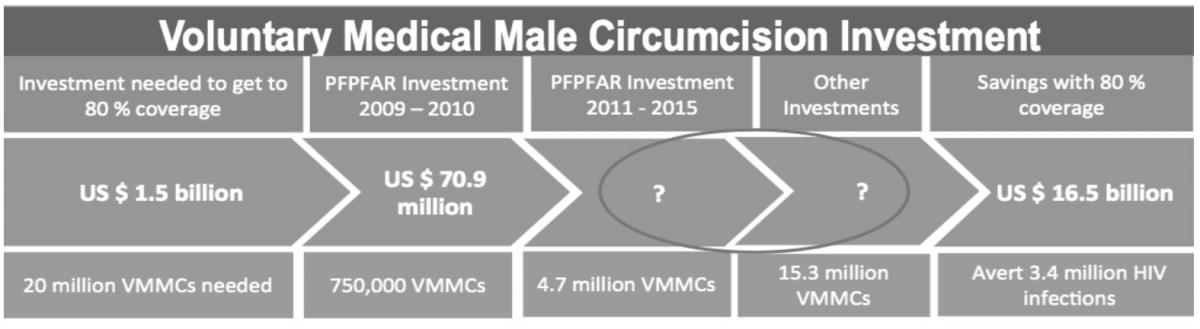 Voluntary Medical Male Circumcision Investment
Investment needed to get to
80 % coverage
PFPFAR Investment
2009 – 2010
PFPFAR Investment
2011 - 2015
Other
Investments
Savings with 80 %
coverage
US $ 1.5 billion
US $ 70.9
million
?
?
US $ 16.5 billion
20 million VMMCs needed
750,000 VMMCs
4.7 million VMMCs
15.3 million
VMMCs
Avert 3.4 million HIV
infections